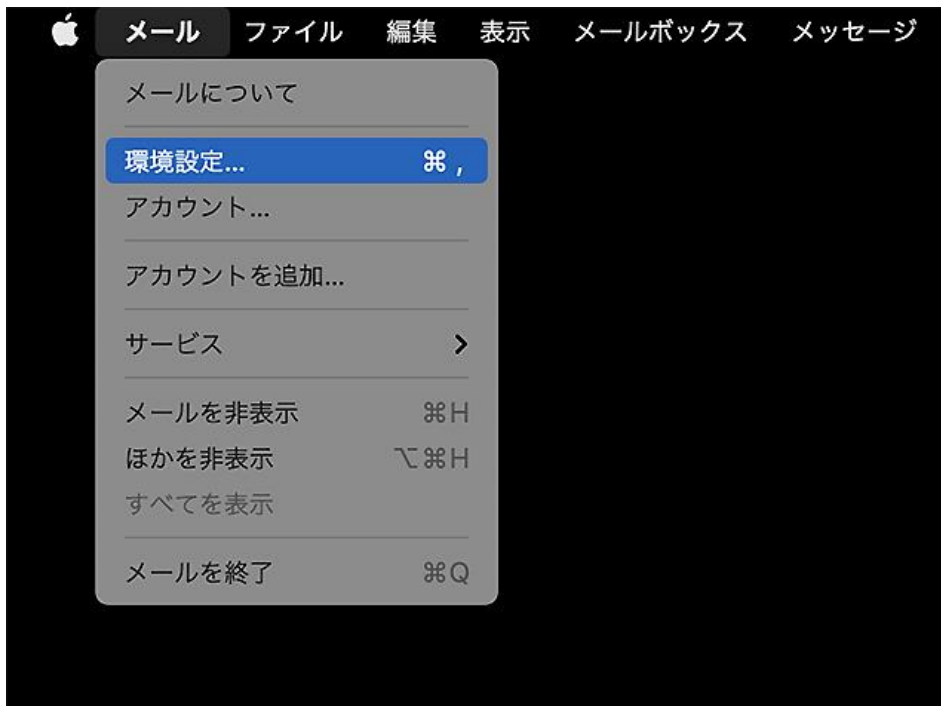 メール ファイル 編集 表示 メールボックス メッセージ
メールについて
環境設定... ⌘ ,
アカウント...
アカウントを追加...
サービス
メールを非表示 ⌘H
ほかを非表示 ⌥⌘H
すべてを表示
メールを終了 ⌘Q